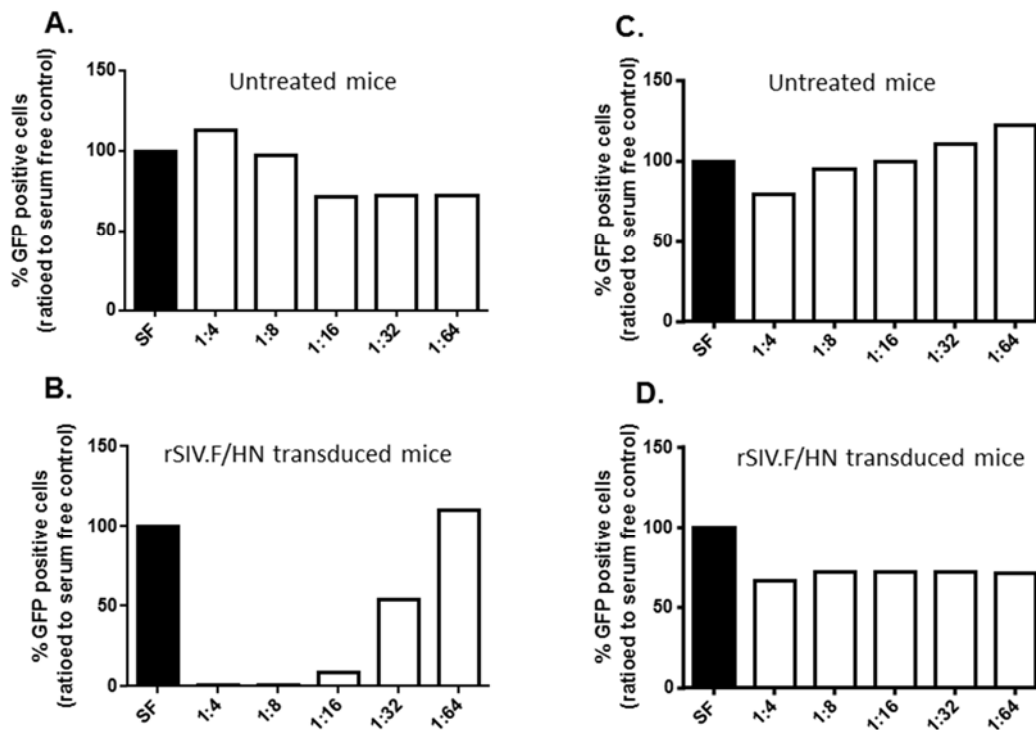 A.
% GFP positive cells
(ratioed to serum free control)
150
100
50
0
Untreated mice
SF
1:4
1:8
1:16
1:32
1:64
B.
% GFP positive cells
(ratioed to serum free control)
150
100
50
0
rSIV.F/HN transduced mice
SF
1:4
1:8
1:16
1:32
1:64
C.
% GFP positive cells
(ratioed to serum free control)
150
100
50
0
Untreated mice
SF
1:4
1:8
1:16
1:32
1:64
D.
% GFP positive cells
(ratioed to serum free control)
150
100
50
0
rSIV.F/HN transduced mice
SF
1:4
1:8
1:16
1:32
1:64